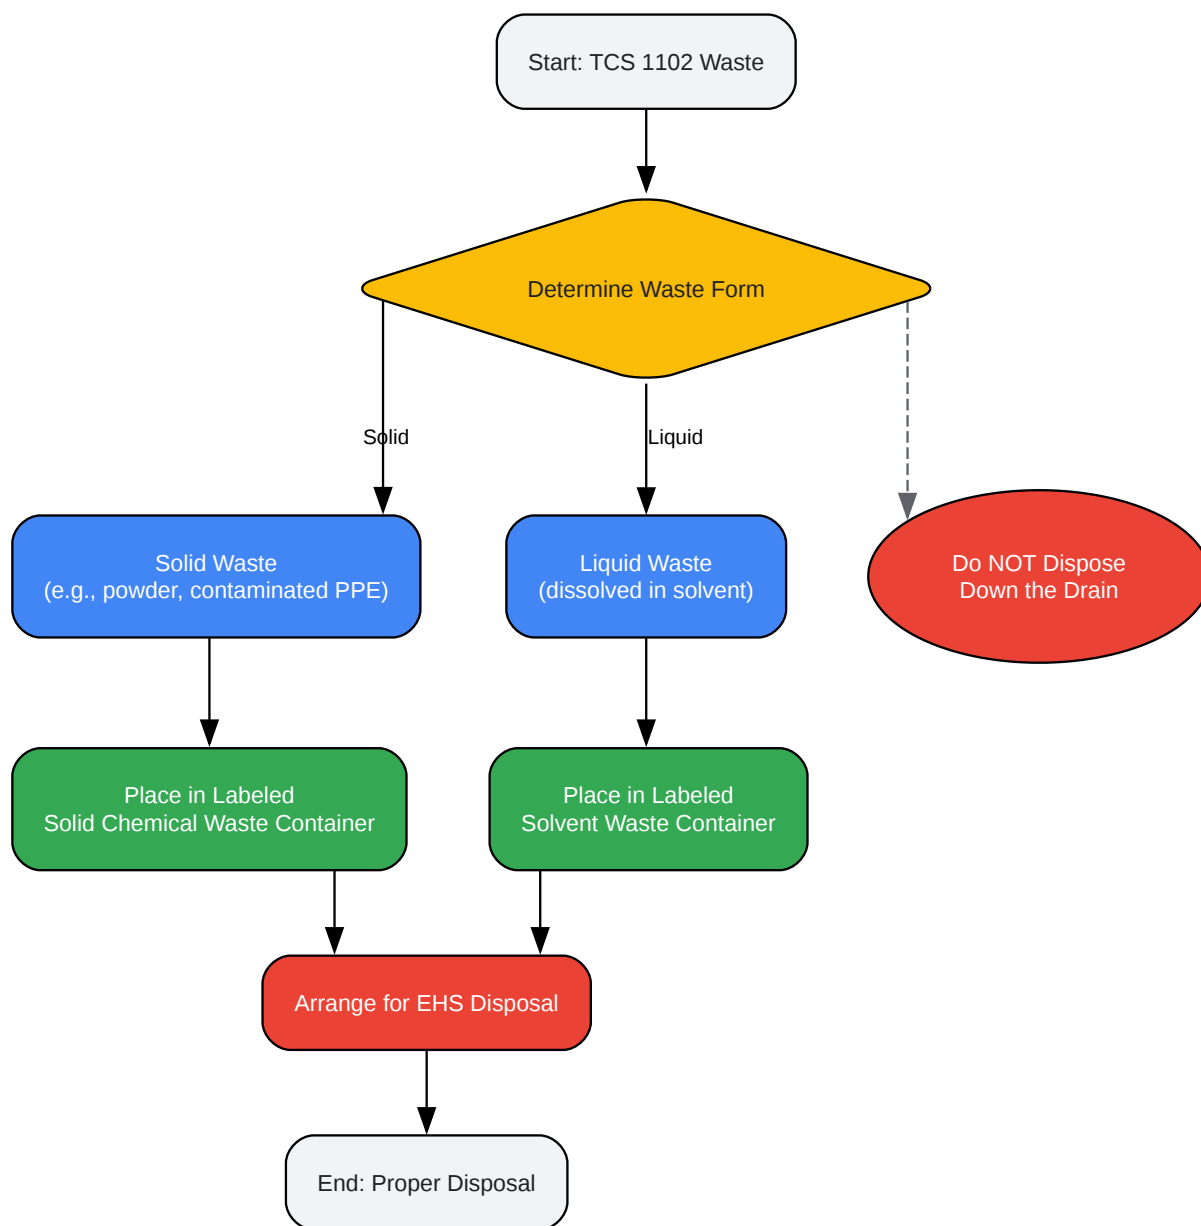 Start: TCS 1102 Waste
Determine Waste Form
Solid
Liquid
Solid Waste
(e.g., powder, contaminated PPE)
Liquid Waste
(dissolved in solvent)
Do NOT Dispose
Down the Drain
Place in Labeled
Solid Chemical Waste Container
Place in Labeled
Solvent Waste Container
Arrange for EHS Disposal
End: Proper Disposal